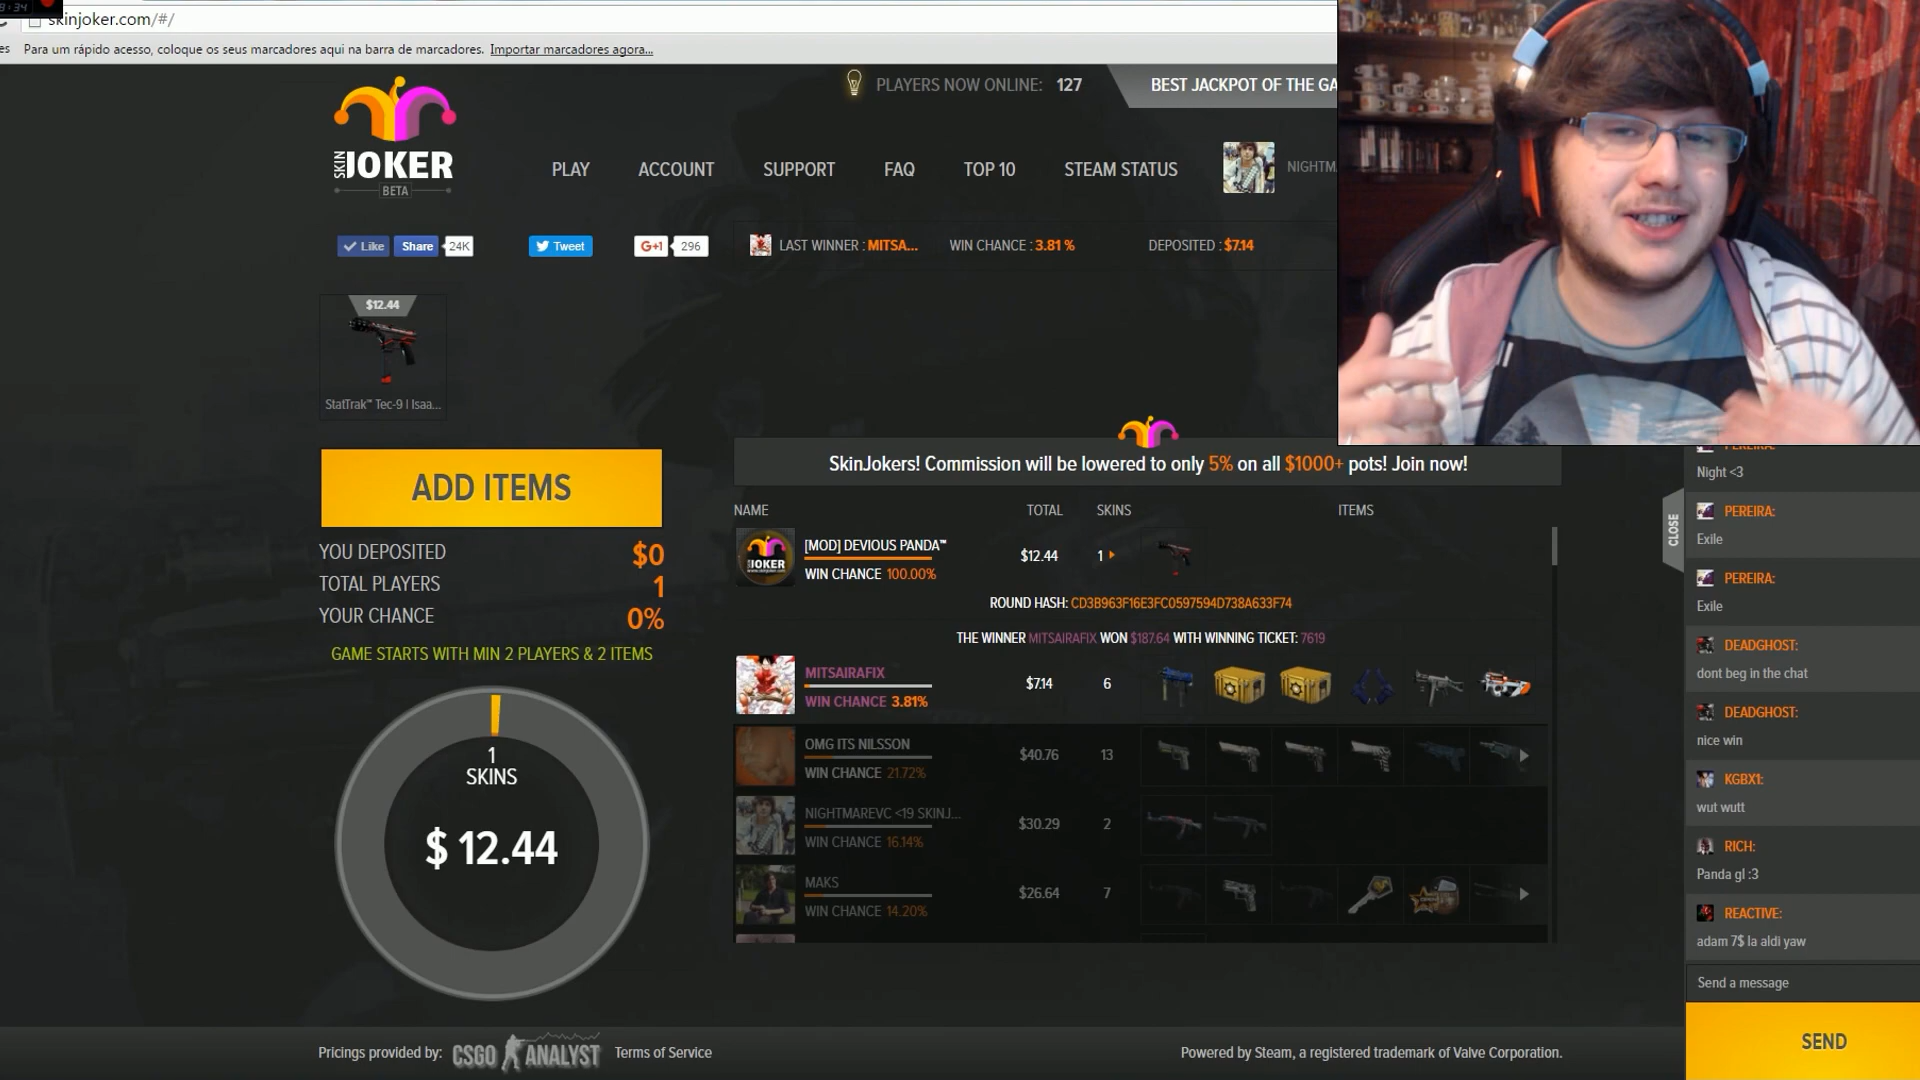 8:34
skinjoker.com/#/
es Para um rápido acesso, coloque os seus marcadores aqui na barra de marcadores. Importar marcadores agora...
PLAYERS NOW ONLINE: 127
BEST JACKPOT OF THE GA
SKIN JOKER
BETA
PLAY ACCOUNT SUPPORT FAQ TOP 10 STEAM STATUS
NIGHTM
Like Share 24K Tweet G+1 296
LAST WINNER : MITSA... WIN CHANCE : 3.81 % DEPOSITED : $7.14
$12.44
StatTrak™ Tec-9 | Isaa...
ADD ITEMS
YOU DEPOSITED $0
TOTAL PLAYERS 1
YOUR CHANCE 0%
GAME STARTS WITH MIN 2 PLAYERS & 2 ITEMS
1
SKINS
$ 12.44
SkinJokers! Commission will be lowered to only 5% on all $1000+ pots! Join now!
NAME TOTAL SKINS ITEMS
JOKER
[MOD] DEVIOUS PANDA™
WIN CHANCE 100.00%
$12.44 1
ROUND HASH: CD3B963F16E3FC0597594D738A633F74
THE WINNER MITSAIRAFIX WON $187.64 WITH WINNING TICKET: 7619
MITSAIRAFIX
WIN CHANCE 3.81%
$7.14 6
OMG ITS NILSSON
WIN CHANCE 21.72%
$40.76 13
NIGHTMAREVC <19 SKINJ...
WIN CHANCE 16.14%
$30.29 2
MAKS
WIN CHANCE 14.20%
$26.64 7
CLOSE
PEREIRA:
Night <3
PEREIRA:
Exile
PEREIRA:
Exile
DEADGHOST:
dont beg in the chat
DEADGHOST:
nice win
KGBX1:
wut wutt
RICH:
Panda gl :3
REACTIVE:
adam 7$ la aldi yaw
Send a message
SEND
Pricings provided by: CSGO ANALYST Terms of Service
Powered by Steam, a registered trademark of Valve Corporation.